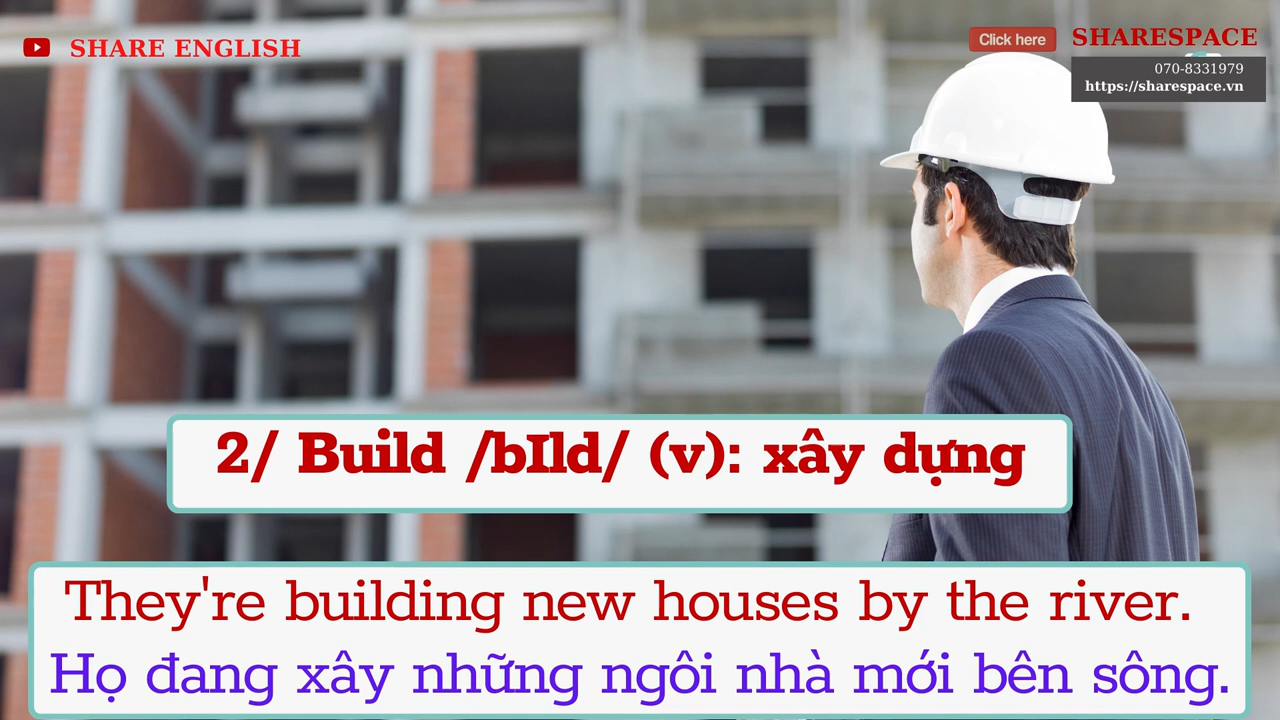 SHARE ENGLISH
Click here SHARESPACE
070-8331979
https://sharespace.vn
2/ Build /bIld/ (v): xây dựng
They're building new houses by the river.
Họ đang xây những ngôi nhà mới bên sông.